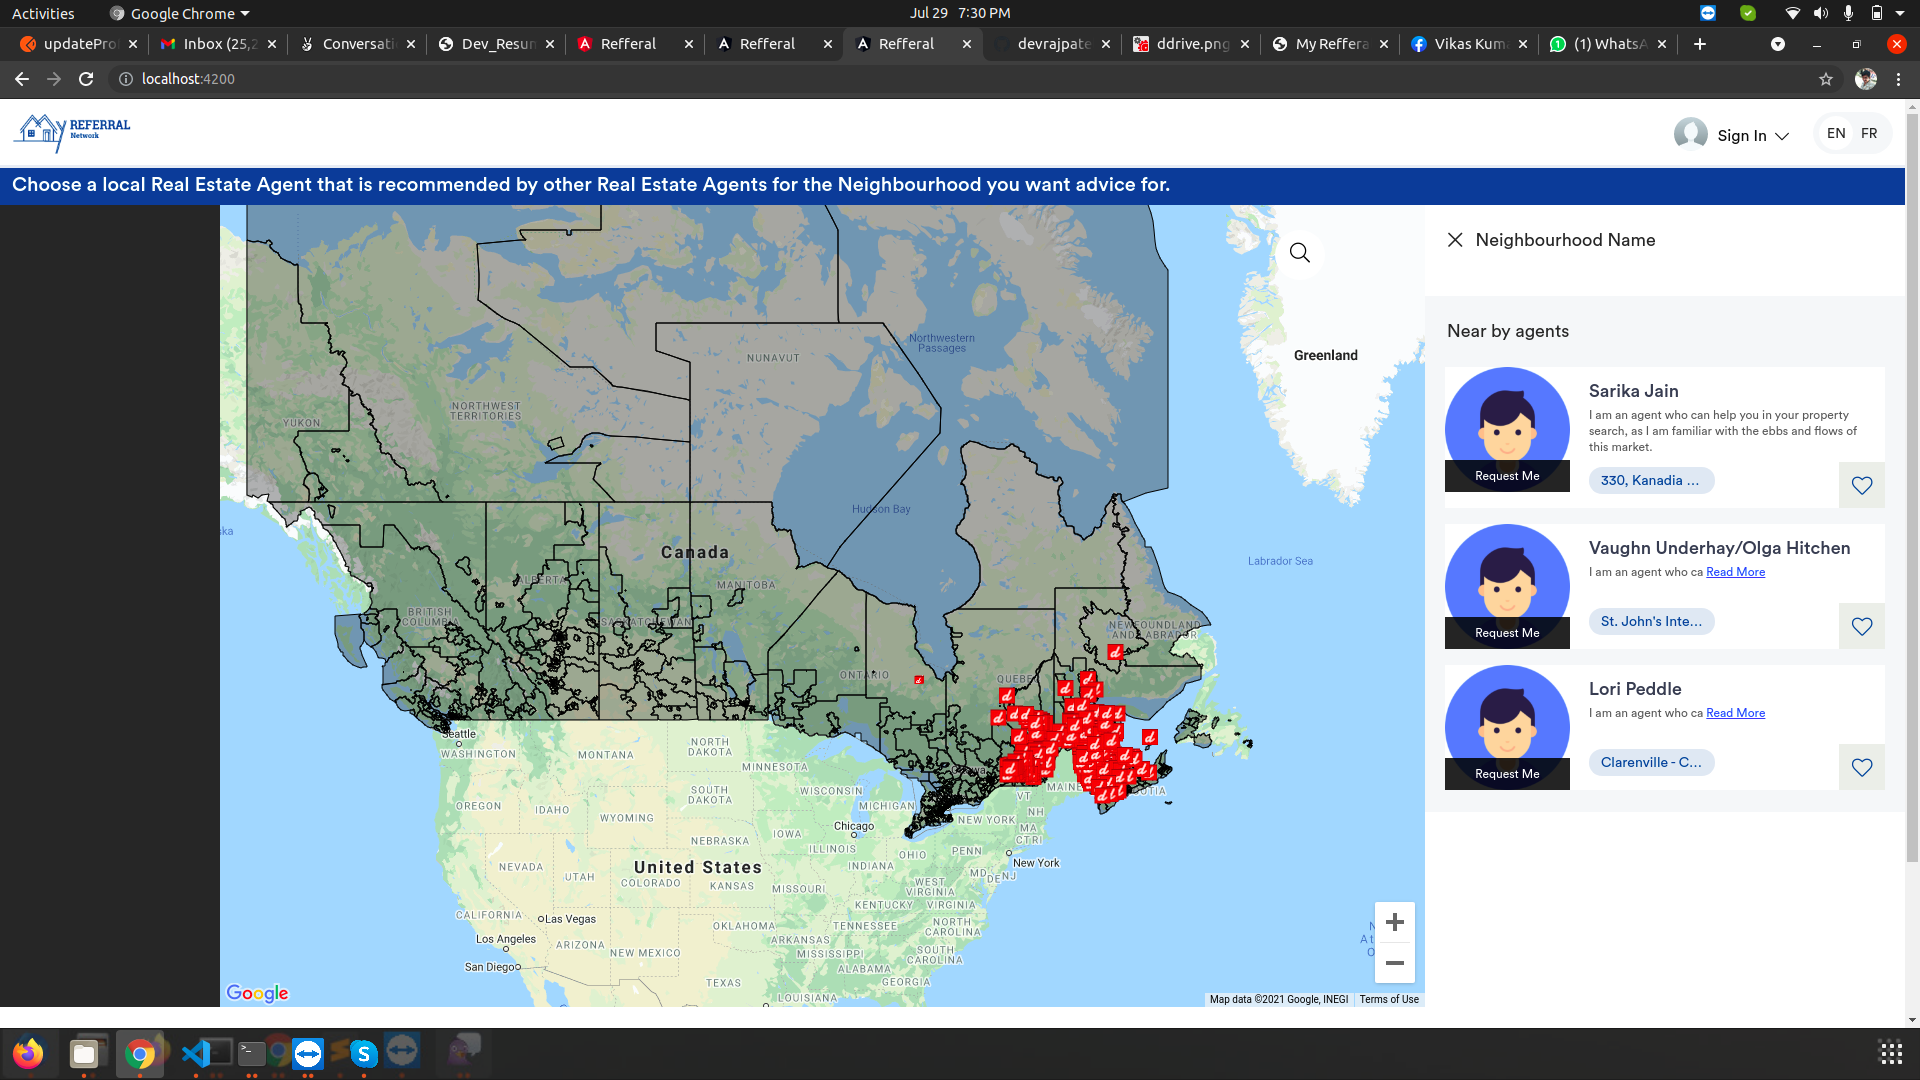 Activities
Google Chrome
Jul 29 7:30 PM
updateProf
Inbox (25,2
Conversati
Dev_Resun
Refferal
Refferal
Refferal
devrajpate
ddrive.png
My Reffera
Vikas Kum
(1) WhatsA
localhost:4200
REFERRAL
Network
Sign In
EN
FR
Choose a local Real Estate Agent that is recommended by other Real Estate Agents for the Neighbourhood you want advice for.
Neighbourhood Name
Near by agents
Sarika Jain
I am an agent who can help you in your property
search, as I am familiar with the ebbs and flows of
this market.
Request Me
330, Kanadia ...
Vaughn Underhay/Olga Hitchen
I am an agent who ca Read More
Request Me
St. John's Inte...
Lori Peddle
I am an agent who ca Read More
Request Me
Clarenville - C...
Northwestern
Passages
NUNAVUT
Greenland
NORTHWEST
TERRITORIES
YUKON
Hudson Bay
ska
Canada
Labrador Sea
ALBERTA
MANITOBA
BRITISH
COLUMBIA
SASKATCHEWAN
NEWFOUNDLAND
AND LABRADOR
ONTARIO
QUEBE
Seattle
WASHINGTON
MONTANA
NORTH
DAKOTA
MINNESOTA
Ottawa
MAINE
OTIA
OREGON
IDAHO
WYOMING
SOUTH
DAKOTA
WISCONSIN
MICHIGAN
VT
NH
NEW YORK
MA
CT RI
Chicago
IOWA
NEBRASKA
ILLINOIS
INDIANA
OHIO
PENN
New York
NEVADA
UTAH
United States
COLORADO
KANSAS
MISSOURI
WEST
VIRGINIA
MD
DE
NJ
KENTUCKY
VIRGINIA
CALIFORNIA
Las Vegas
OKLAHOMA
TENNESSEE
NORTH
CAROLINA
Los Angeles
ARIZONA
NEW MEXICO
ARKANSAS
MISSISSIPPI
SOUTH
CAROLINA
San Diego
ALABAMA
TEXAS
GEORGIA
LOUISIANA
N
At
O
Google
Map data ©2021 Google, INEGI
Terms of Use